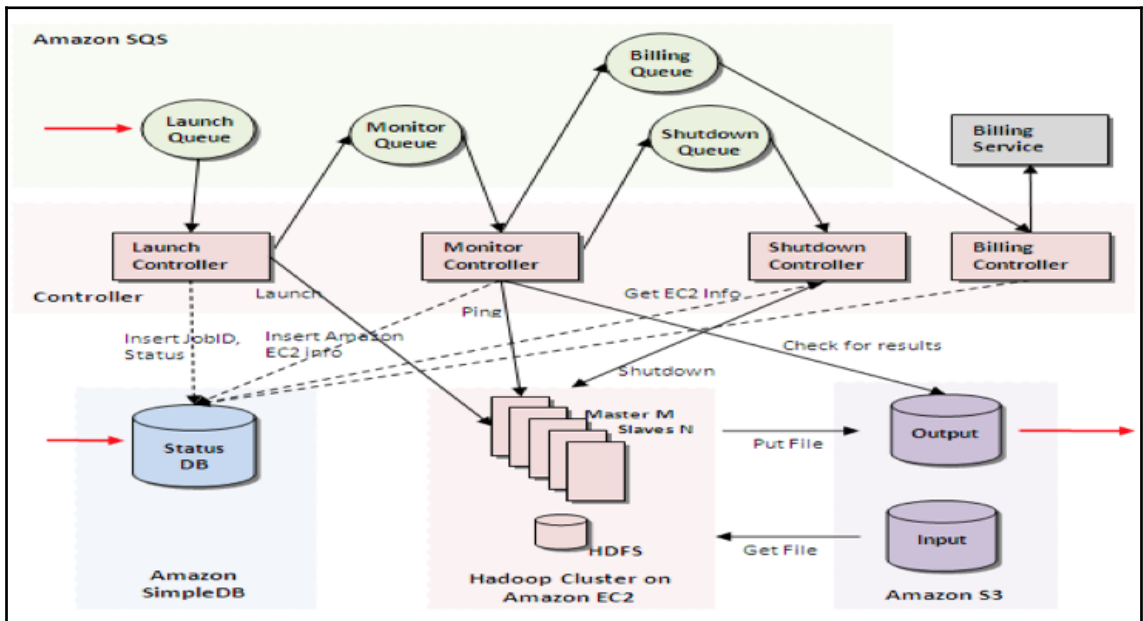 Amazon SQS
Billing
Queue
Launch
Queue
Monitor
Queue
Shutdown
Queue
Billing
Service
Launch
Controller
Monitor
Controller
Shutdown
Controller
Billing
Controller
Controller
Launch
Get EC2 Info
Ping
Insert JobID,
Status
Insert Amazon
EC2 info
Check for results
Shutdown
Master M
Slaves N
Status
DB
Put File
Output
HDFS
Get File
Input
Amazon
SimpleDB
Hadoop Cluster on
Amazon EC2
Amazon S3